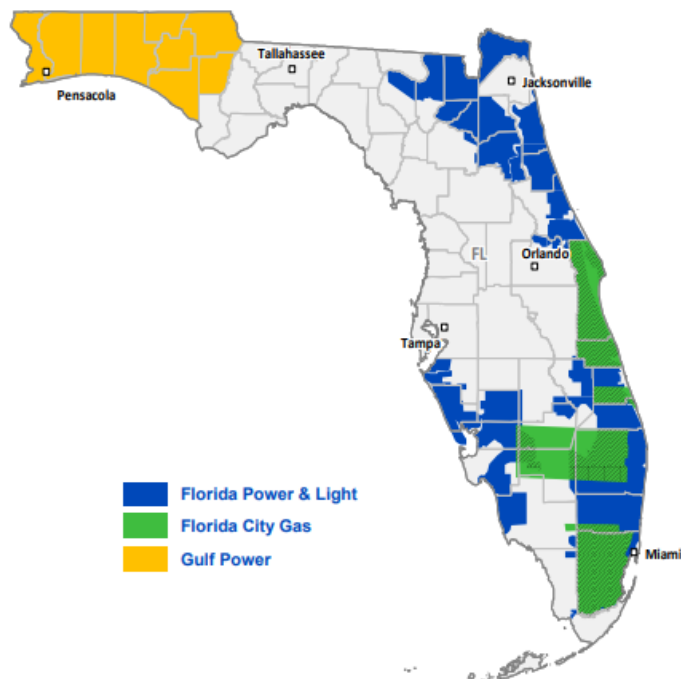 Tallahassee
Jacksonville
Pensacola
FL
Orlando
Tampa
Florida Power & Light
Florida City Gas
Gulf Power
Miami